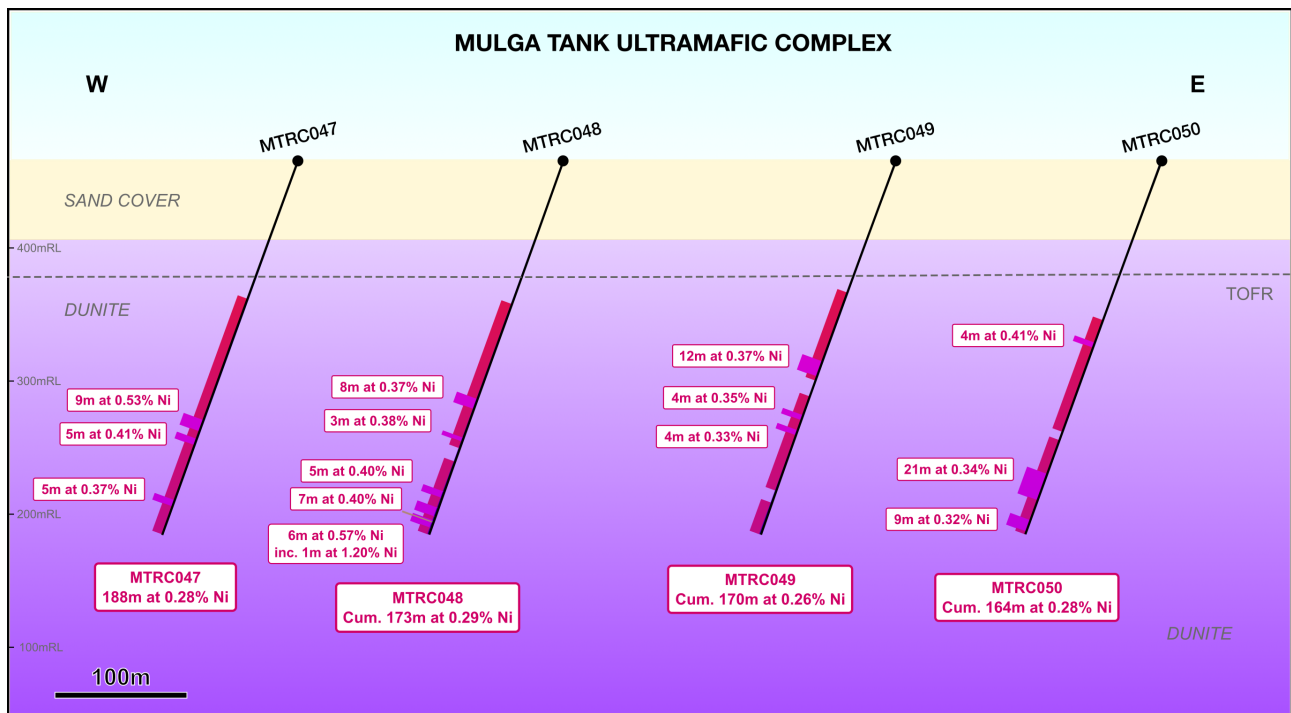 MULGA TANK ULTRAMAFIC COMPLEX
W
E
MTRC047
MTRC048
MTRC049
MTRC050
SAND COVER
400mRL
TOFR
DUNITE
300mRL
9m at 0.53% Ni
5m at 0.41% Ni
5m at 0.37% Ni
8m at 0.37% Ni
3m at 0.38% Ni
5m at 0.40% Ni
7m at 0.40% Ni
6m at 0.57% Ni
inc. 1m at 1.20% Ni
12m at 0.37% Ni
4m at 0.35% Ni
4m at 0.33% Ni
4m at 0.41% Ni
21m at 0.34% Ni
9m at 0.32% Ni
200mRL
MTRC047
188m at 0.28% Ni
MTRC048
Cum. 173m at 0.29% Ni
MTRC049
Cum. 170m at 0.26% Ni
MTRC050
Cum. 164m at 0.28% Ni
DUNITE
100mRL
100m